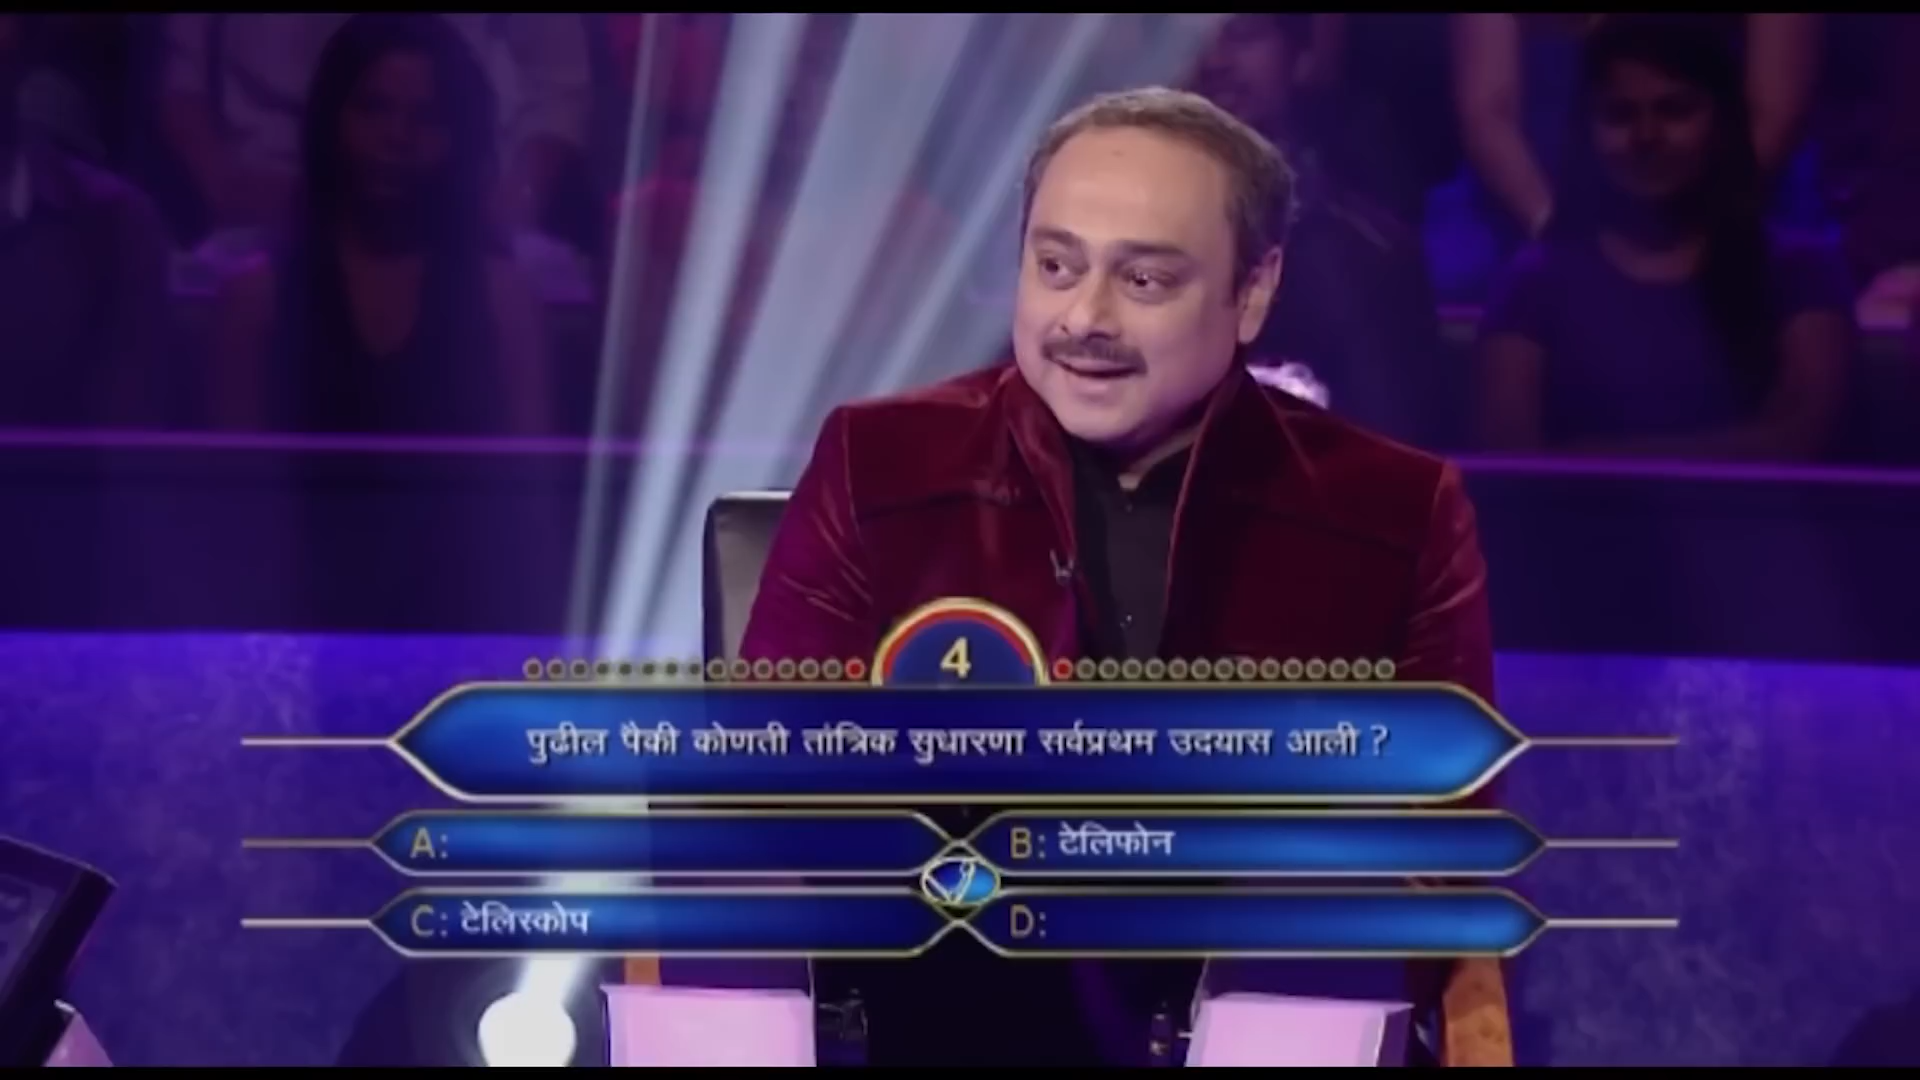 4
पुढील पैकी कोणती तांत्रिक सुधारणा सर्वप्रथम उदयास आली ?
A:
B: टेलिफोन
C: टेलिस्कोप
D: